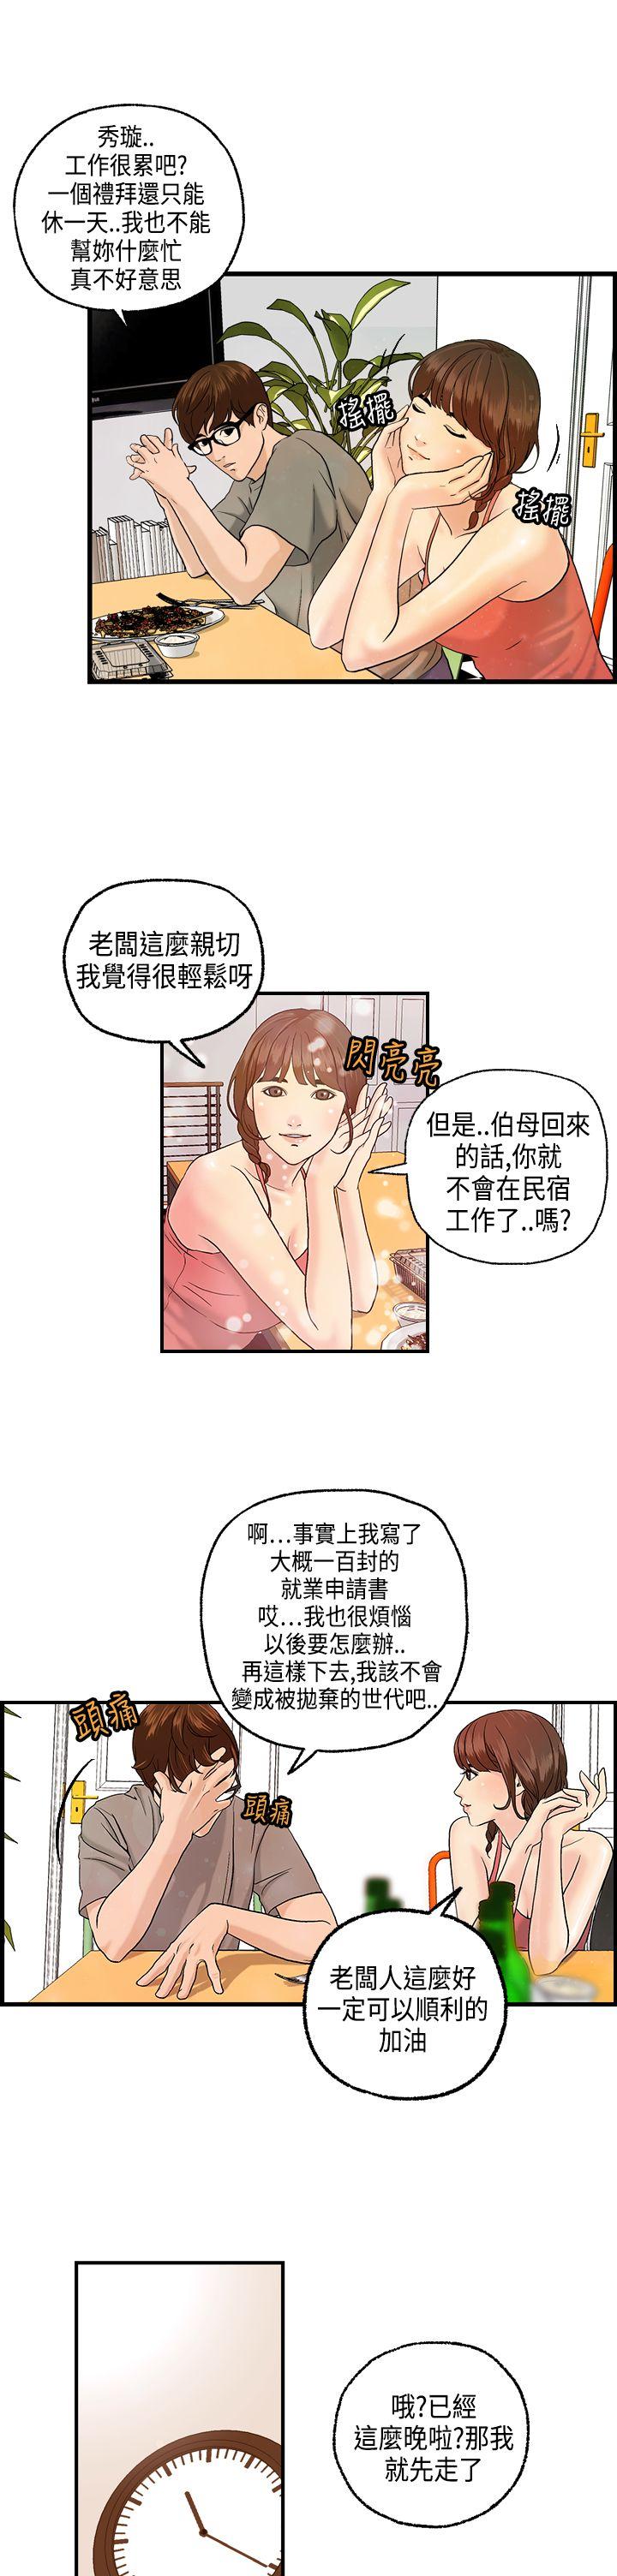 秀璇..
工作很累吧?
一個禮拜還只能
休一天..我也不能
幫妳什麼忙
真不好意思
搖擺
搖擺
老闆這麼親切
我覺得很輕鬆呀
閃亮亮
但是..伯母回來
的話,你就
不會在民宿
工作了..嗎?
啊...事實上我寫了
大概一百封的
就業申請書
哎...我也很煩惱
以後要怎麼辦..
再這樣下去,我該不會
變成被拋棄的世代吧..
頭痛
頭痛
老闆人這麼好
一定可以順利的
加油
哦?已經
這麼晚啦?那我
就先走了